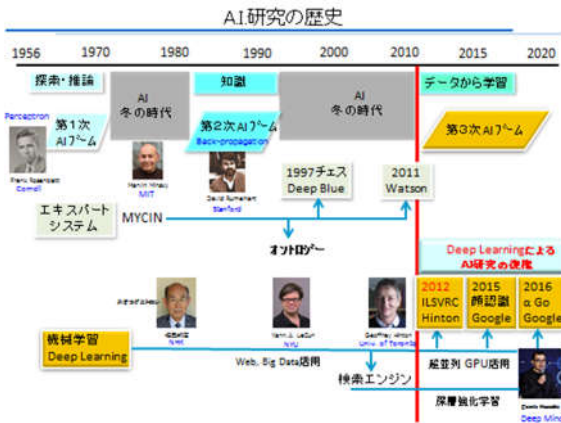 A.I.研究の歴史
1956 1970 1980 1990 2000 2010 2015 2020
探索・推論
知識
データから学習
AI
冬の時代
AI
冬の時代
Perceptron
第1次
AIブーム
第2次AIブーム
Back-propagation
第3次AIブーム
Frank Rosenblatt
Cornell
Marvin Minsky
MIT
David Rumelhart
Stanford
1997チェス
Deep Blue
2011
Watson
エキスパート
システム
MYCIN
オントロジー
Deep Learningによる
AI研究の復権
2012
ILSVRC
Hinton
2015
顔認識
Google
2016
α Go
Google
NHK
Yann A. LeCun
NYU
Geoffrey Hinton
Univ. of Toronto
機械学習
Deep Learning
Web, Big Data活用
超並列 GPU活用
検索エンジン
深層強化学習
Deep Mind